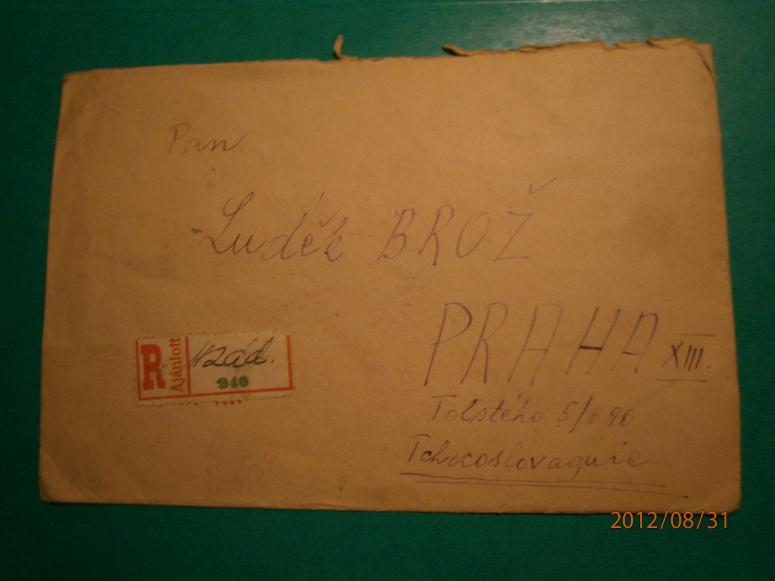 Pan
Luděk BROŽ
PRAHA XIII.
Tolstého 5/690
Tchecoslovaquie
R Ajánlott
940
2012/08/31